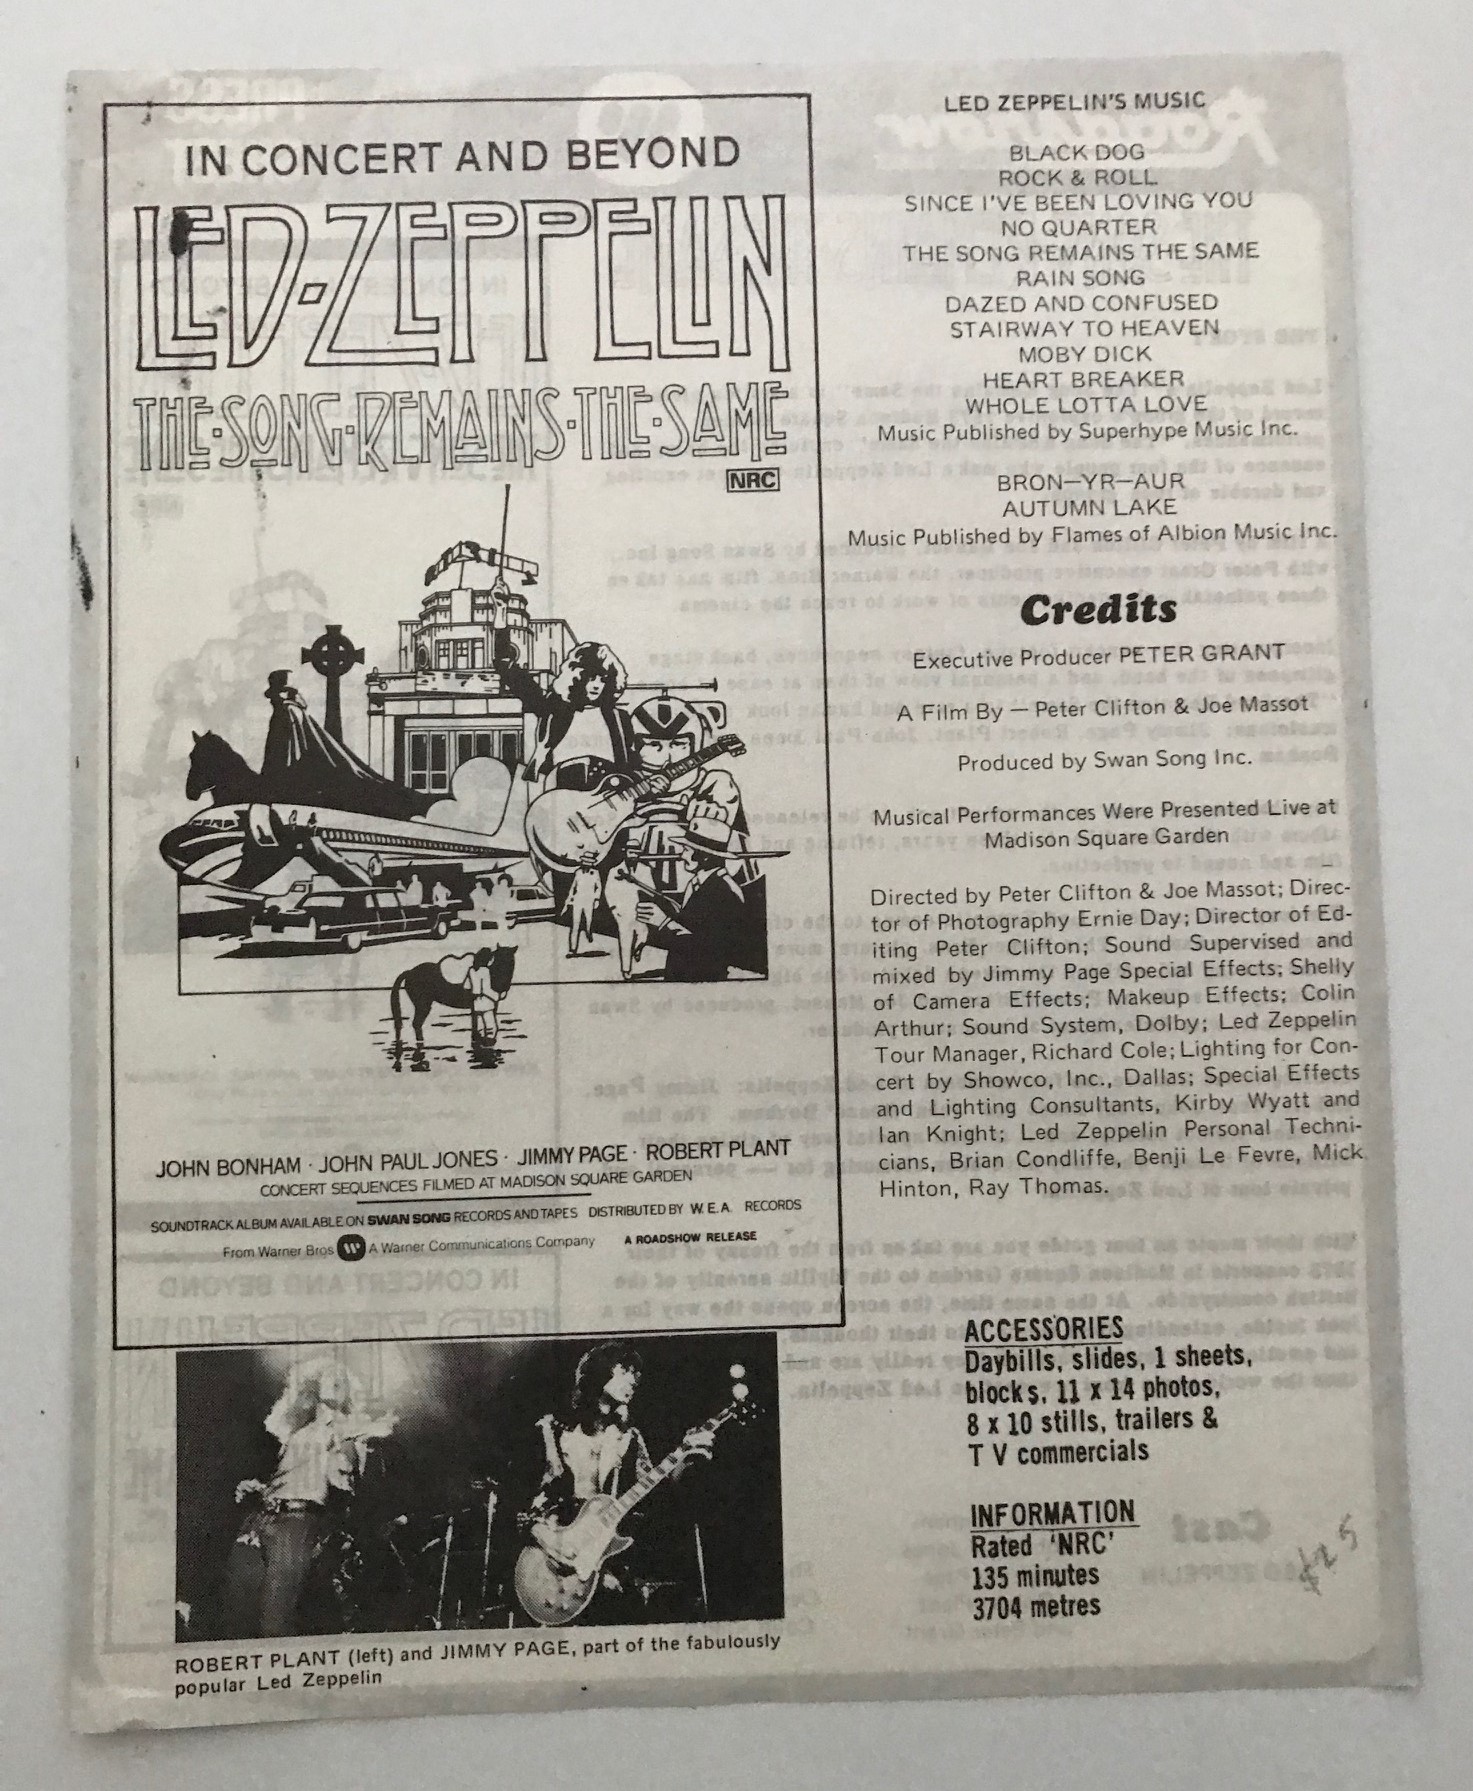 IN CONCERT AND BEYOND
LED·ZEPPELIN
THE·SONG·REMAINS·THE·SAME
NRC
JOHN BONHAM · JOHN PAUL JONES · JIMMY PAGE · ROBERT PLANT
CONCERT SEQUENCES FILMED AT MADISON SQUARE GARDEN
SOUNDTRACK ALBUM AVAILABLE ON SWAN SONG RECORDS AND TAPES DISTRIBUTED BY W.E.A. RECORDS
From Warner Bros W A Warner Communications Company A ROADSHOW RELEASE
ROBERT PLANT (left) and JIMMY PAGE, part of the fabulously
popular Led Zeppelin
LED ZEPPELIN'S MUSIC
BLACK DOG
ROCK & ROLL
SINCE I'VE BEEN LOVING YOU
NO QUARTER
THE SONG REMAINS THE SAME
RAIN SONG
DAZED AND CONFUSED
STAIRWAY TO HEAVEN
MOBY DICK
HEART BREAKER
WHOLE LOTTA LOVE
Music Published by Superhype Music Inc.
BRON—YR—AUR
AUTUMN LAKE
Music Published by Flames of Albion Music Inc.
Credits
Executive Producer PETER GRANT
A Film By — Peter Clifton & Joe Massot
Produced by Swan Song Inc.
Musical Performances Were Presented Live at
Madison Square Garden
Directed by Peter Clifton & Joe Massot; Direc-
tor of Photography Ernie Day; Director of Ed-
iting Peter Clifton; Sound Supervised and
mixed by Jimmy Page Special Effects; Shelly
of Camera Effects; Makeup Effects; Colin
Arthur; Sound System, Dolby; Led Zeppelin
Tour Manager, Richard Cole; Lighting for Con-
cert by Showco, Inc., Dallas; Special Effects
and Lighting Consultants, Kirby Wyatt and
Ian Knight; Led Zeppelin Personal Techni-
cians, Brian Condliffe, Benji Le Fevre, Mick
Hinton, Ray Thomas.
ACCESSORIES
Daybills, slides, 1 sheets,
blocks, 11 x 14 photos,
8 x 10 stills, trailers &
T V commercials
INFORMATION
Rated 'NRC'
135 minutes
3704 metres